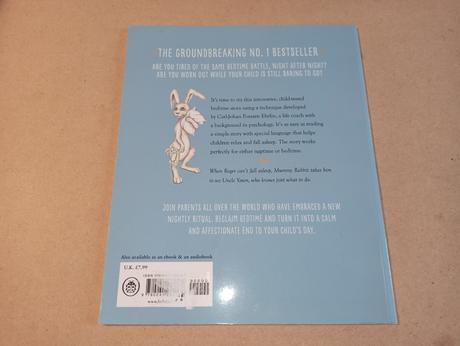 THE GROUNDBREAKING NO. 1 BESTSELLER
ARE YOU TIRED OF THE SAME BEDTIME BATTLE, NIGHT AFTER NIGHT?
ARE YOU WORN OUT WHILE YOUR CHILD IS STILL RARING TO GO?
It's time to try this innovative, child-tested
bedtime story using a technique developed
by Carl-Johan Forssén Ehrlin, a life coach with
a background in psychology. It's as easy as reading
a simple story with special language that helps
children relax and fall asleep. The story works
perfectly for either naptime or bedtime.
When Roger can't fall asleep, Mummy Rabbit takes him
to see Uncle Yawn, who knows just what to do.
JOIN PARENTS ALL OVER THE WORLD WHO HAVE EMBRACED A NEW
NIGHTLY RITUAL. RECLAIM BEDTIME AND TURN IT INTO A CALM
AND AFFECTIONATE END TO YOUR CHILD'S DAY.
Also available as an ebook & an audiobook
U.K. £7.99
ISBN